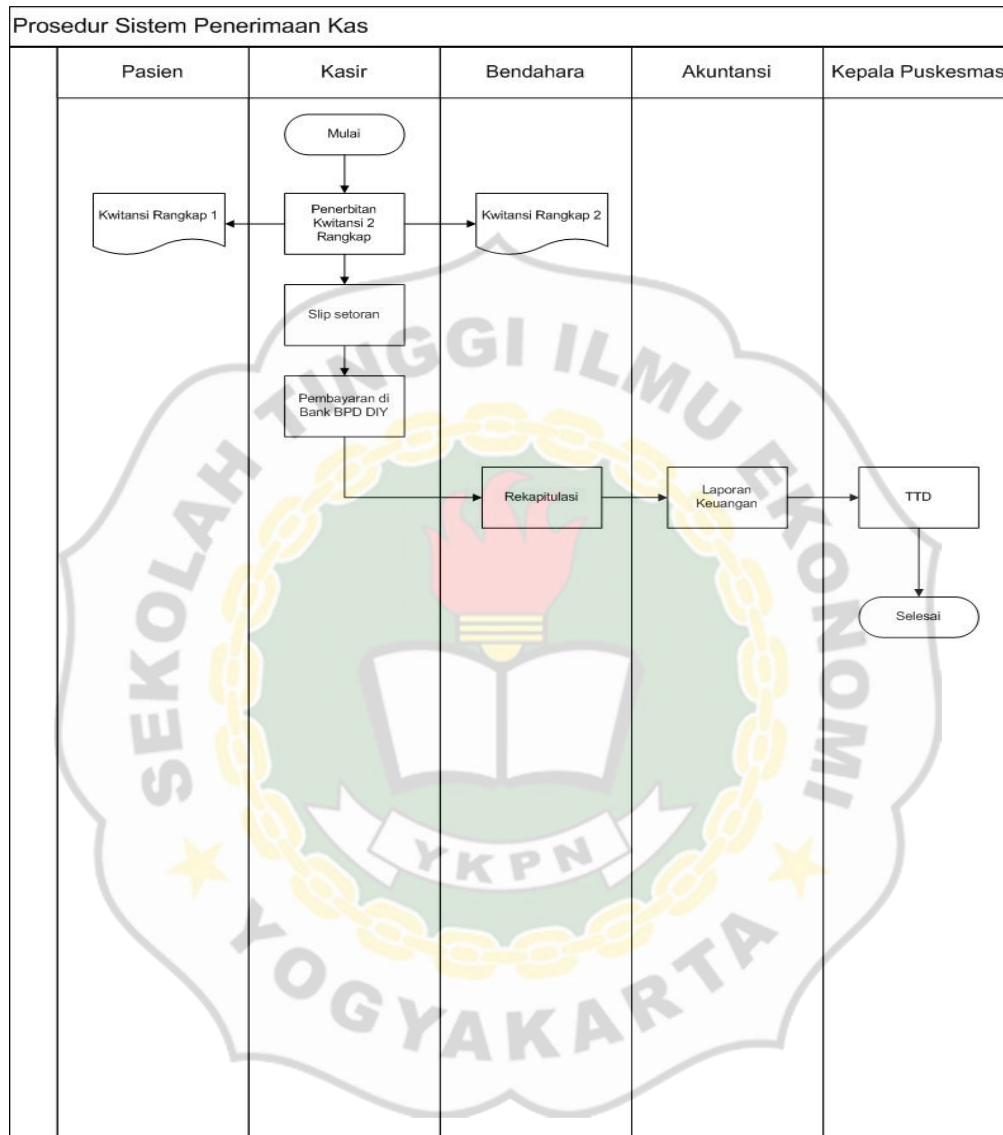 Prosedur Sistem Penerimaan Kas
Pasien
Kasir
Bendahara
Akuntansi
Kepala Puskesmas
Mulai
Kwitansi Rangkap 1
Penerbitan
Kwitansi 2
Rangkap
Kwitansi Rangkap 2
Slip setoran
Pembayaran di
Bank BPD DIY
Rekapitulasi
Laporan
Keuangan
TTD
Selesai
SEKOLAH TINGGI ILMU EKONOMI
YKPN
YOGYAKARTA